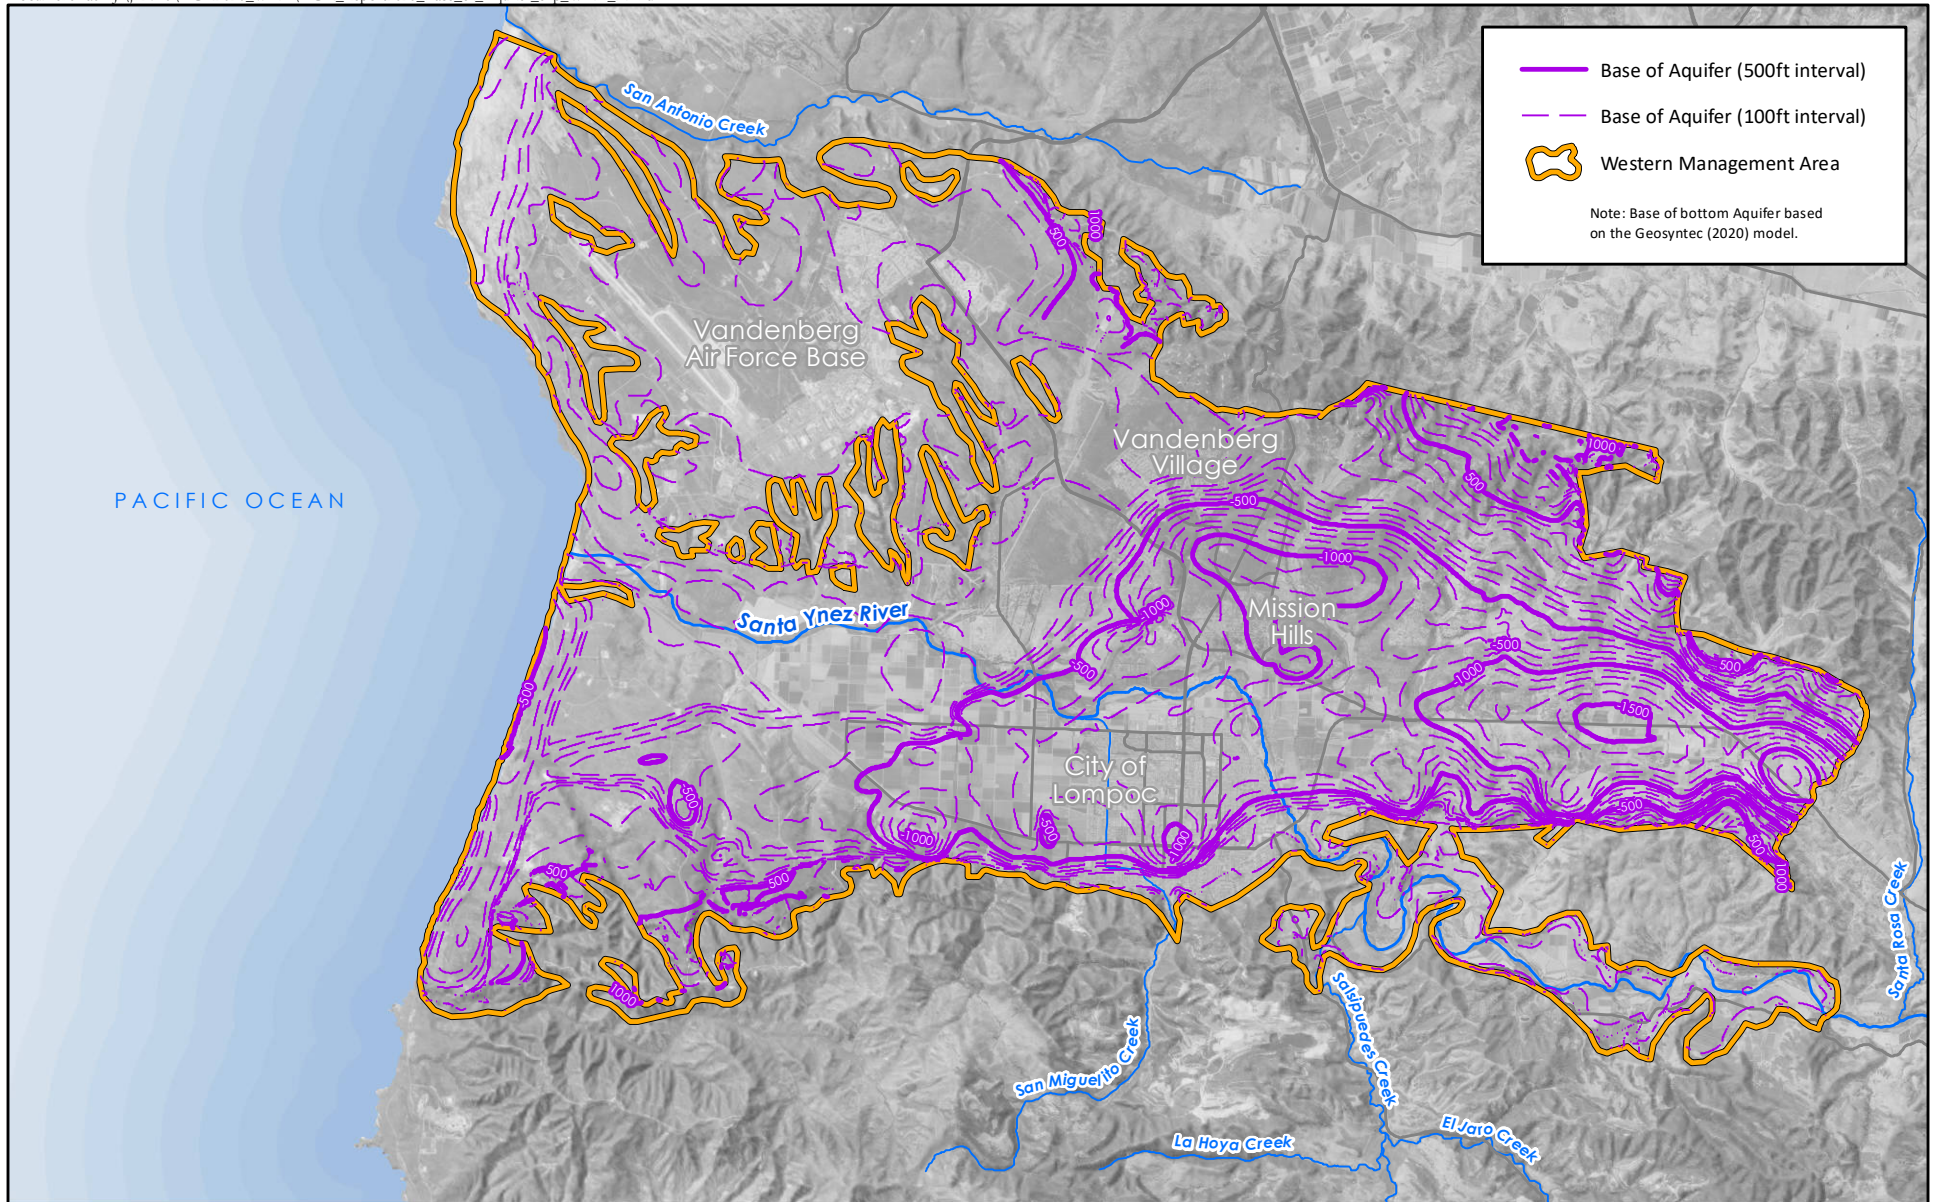 Base of Aquifer (500ft interval)
Base of Aquifer (100ft interval)
Western Management Area
Note: Base of bottom Aquifer based
on the Geosyntec (2020) model.
San Antonio Creek
1000
500
Vandenberg
Air Force Base
Vandenberg
Village
1000
500
-500
-1000
PACIFIC OCEAN
Santa Ynez River
Mission
Hills
-1000
-500
-500
-1000
-500
-500
-1500
City of
Lompoc
-500
-1000
-500
-1000
-500
500
1000
500
500
1000
Santa Rosa Creek
Salsipuedes Creek
San Miguelito Creek
La Hoya Creek
El Jaro Creek